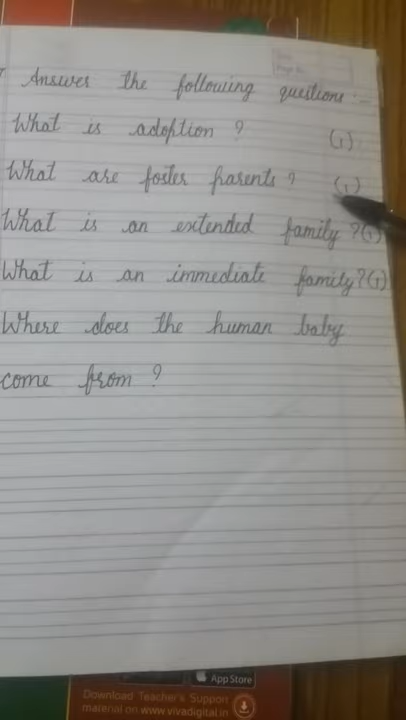 Answer the following questions :-
What is adoption ? (1)
What are foster parents ? (1)
What is an extended family ? (1)
What is an immediate family ? (1)
Where does the human baby
come from ?
App Store
Download Teacher's Support
material on www.vivadigital.in